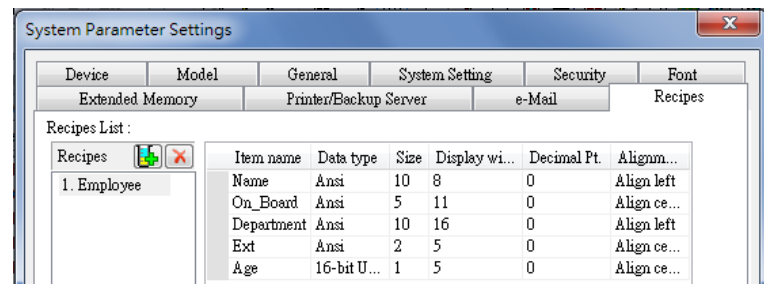 System Parameter Settings
Device Model General System Setting Security Font
Extended Memory Printer/Backup Server e-Mail Recipes
Recipes List :
Recipes Item name Data type Size Display wi... Decimal Pt. Alignm...
1. Employee Name Ansi 10 8 0 Align left
On_Board Ansi 5 11 0 Align ce...
Department Ansi 10 16 0 Align left
Ext Ansi 2 5 0 Align ce...
Age 16-bit U... 1 5 0 Align ce...